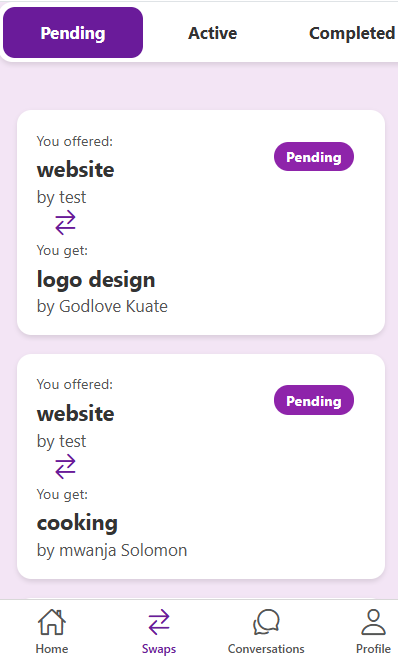 Pending Active Completed
You offered:
Pending
website
by test
You get:
logo design
by Godlove Kuate
You offered:
Pending
website
by test
You get:
cooking
by mwanja Solomon
Home Swaps Conversations Profile